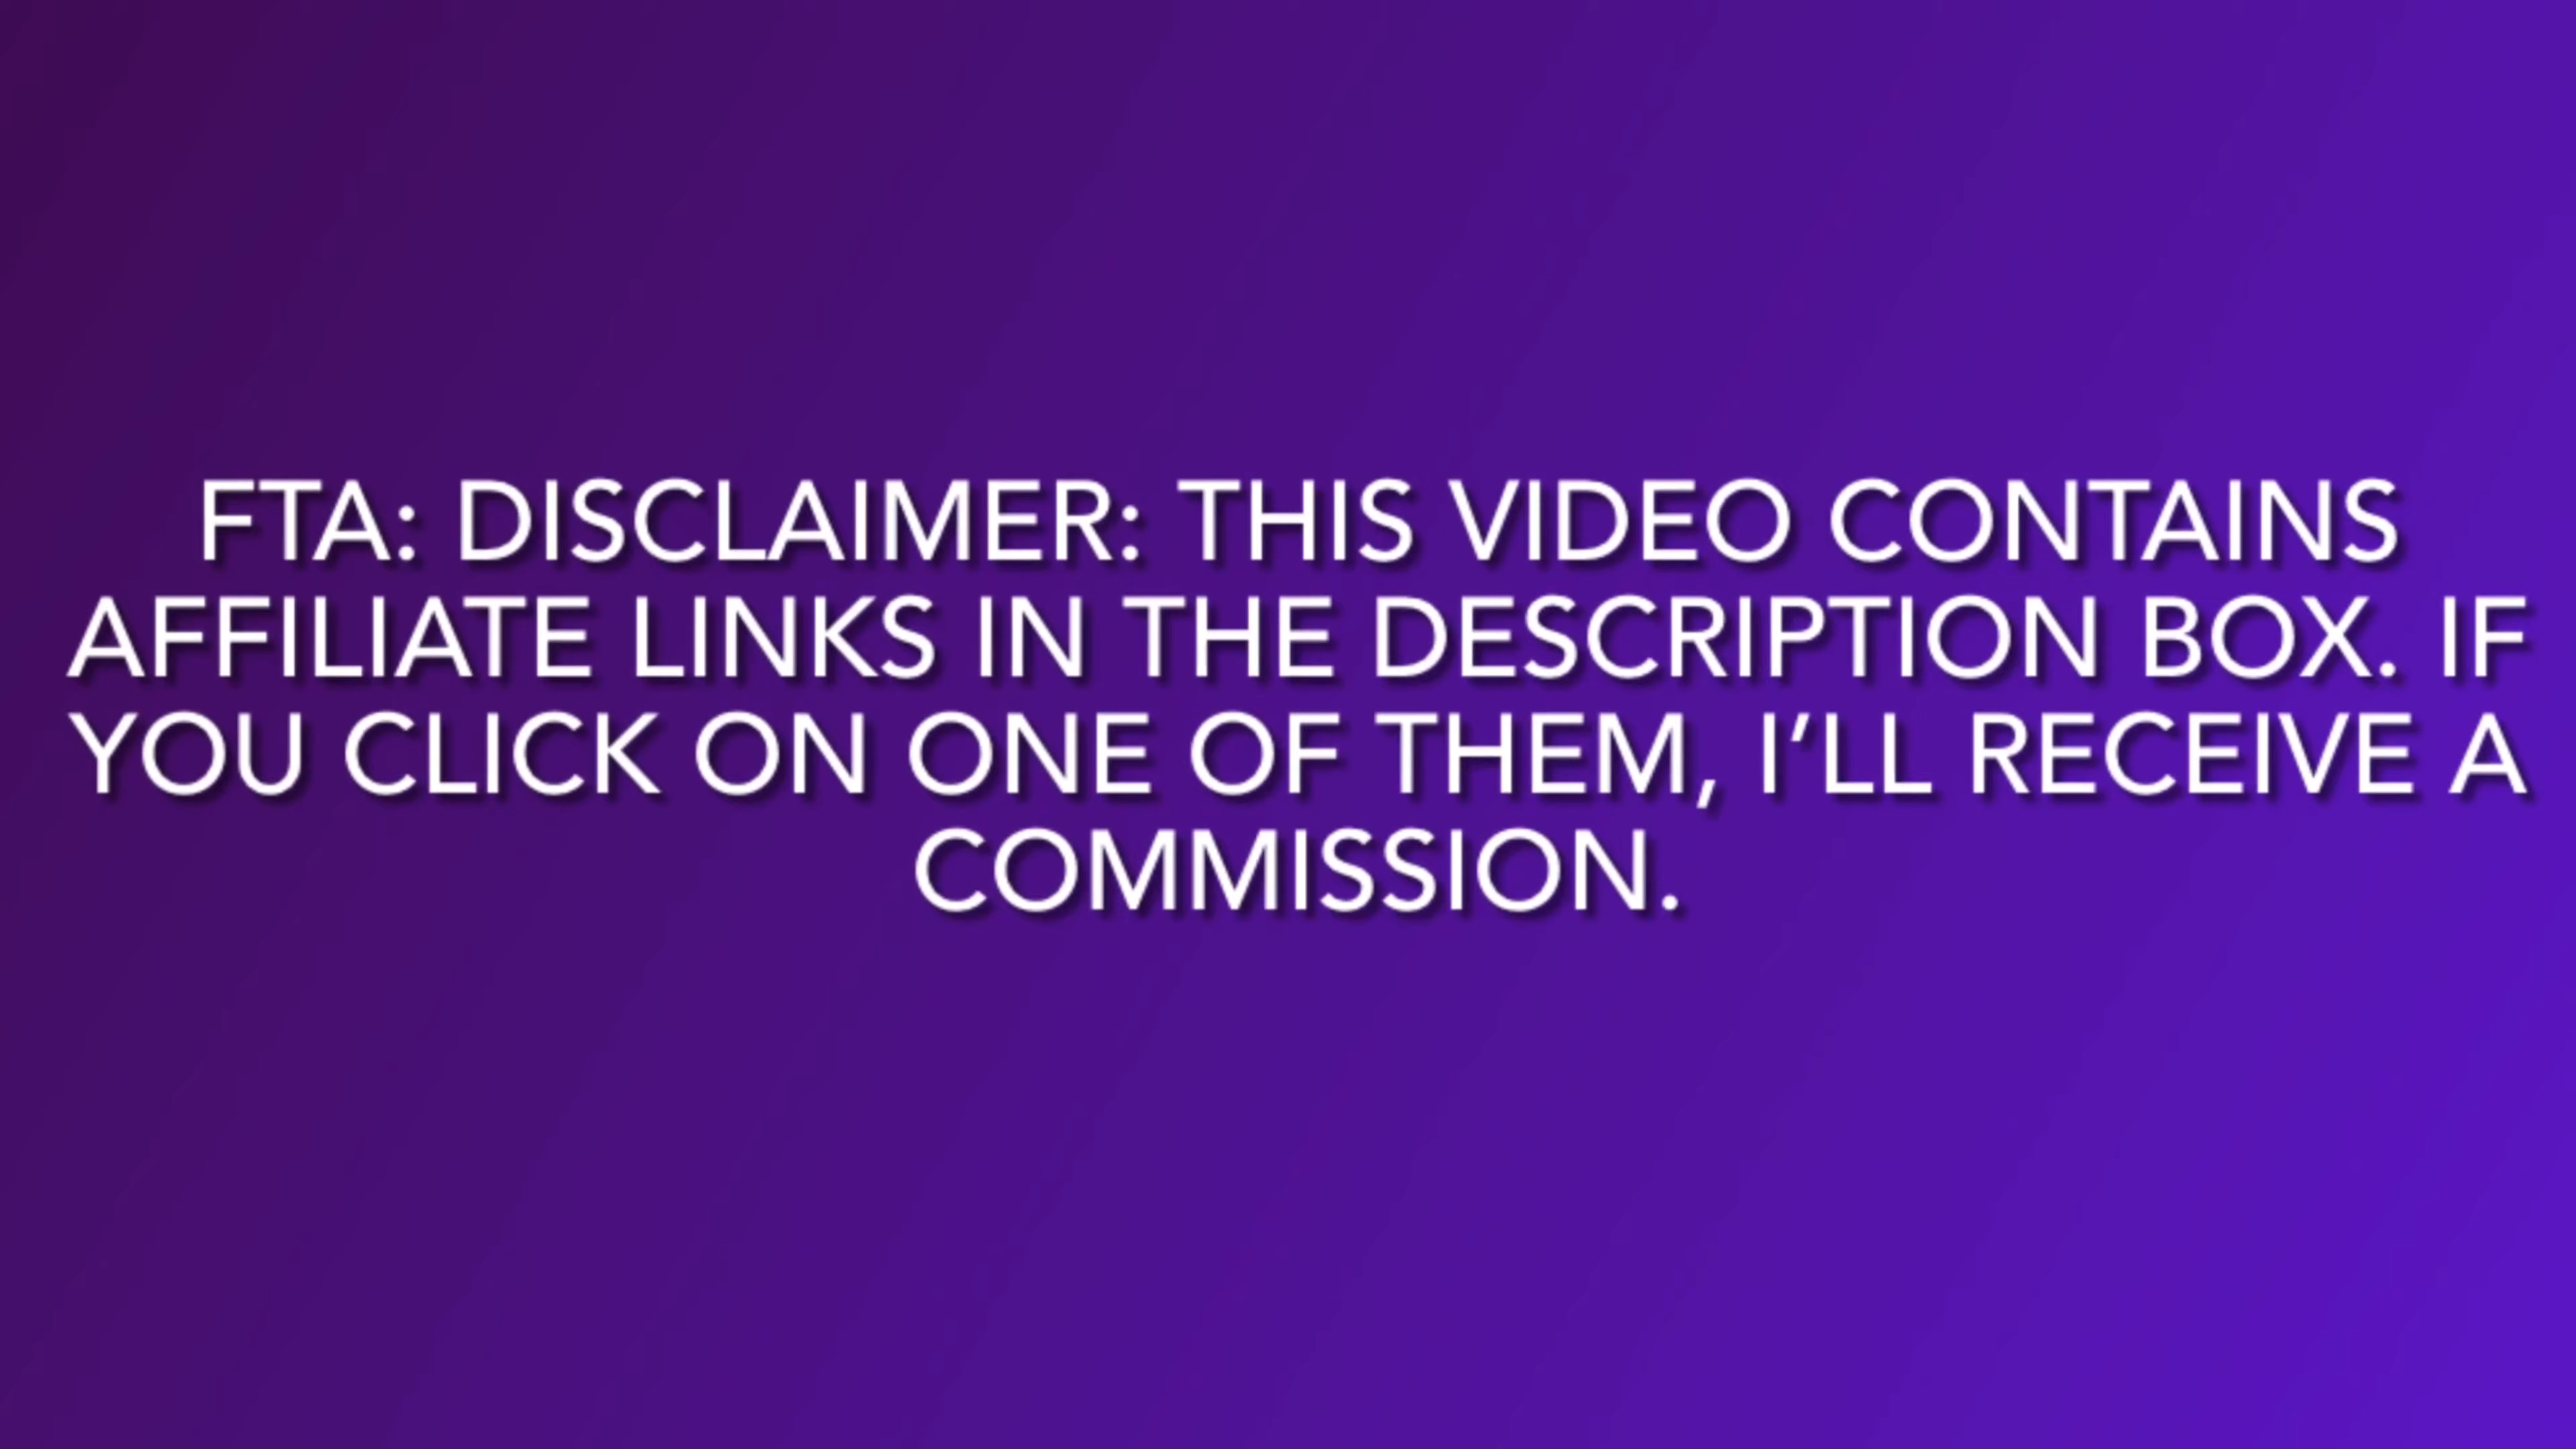 FTA: DISCLAIMER: THIS VIDEO CONTAINS
AFFILIATE LINKS IN THE DESCRIPTION BOX. IF
YOU CLICK ON ONE OF THEM, I’LL RECEIVE A
COMMISSION.